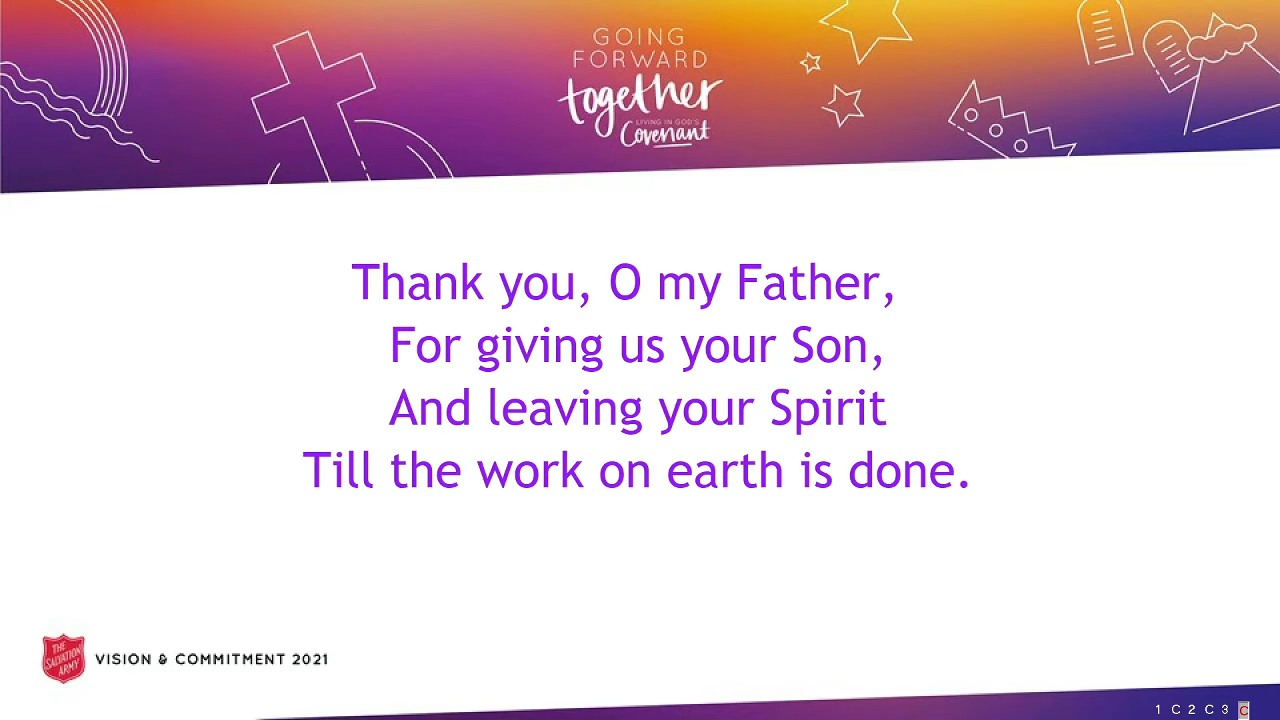 GOING
FORWARD
together
LIVING IN GOD'S
Covenant
Thank you, O my Father,
For giving us your Son,
And leaving your Spirit
Till the work on earth is done.
THE
SALVATION
ARMY
VISION & COMMITMENT 2021
1 C 2 C 3 C